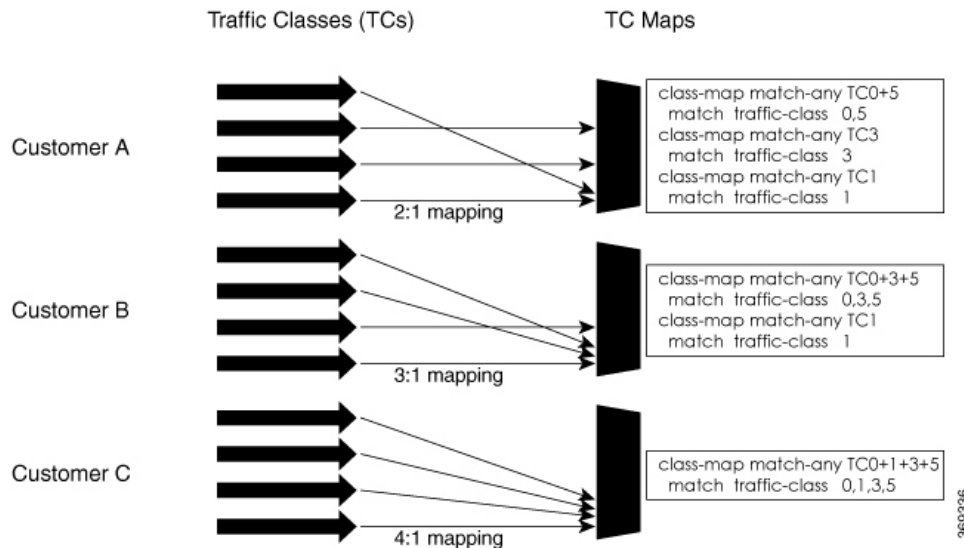 Traffic Classes (TCs)
TC Maps
Customer A
2:1 mapping
class-map match-any TC0+5
match traffic-class 0,5
class-map match-any TC3
match traffic-class 3
class-map match-any TC1
match traffic-class 1
Customer B
3:1 mapping
class-map match-any TC0+3+5
match traffic-class 0,3,5
class-map match-any TC1
match traffic-class 1
Customer C
4:1 mapping
class-map match-any TC0+1+3+5
match traffic-class 0,1,3,5
369336